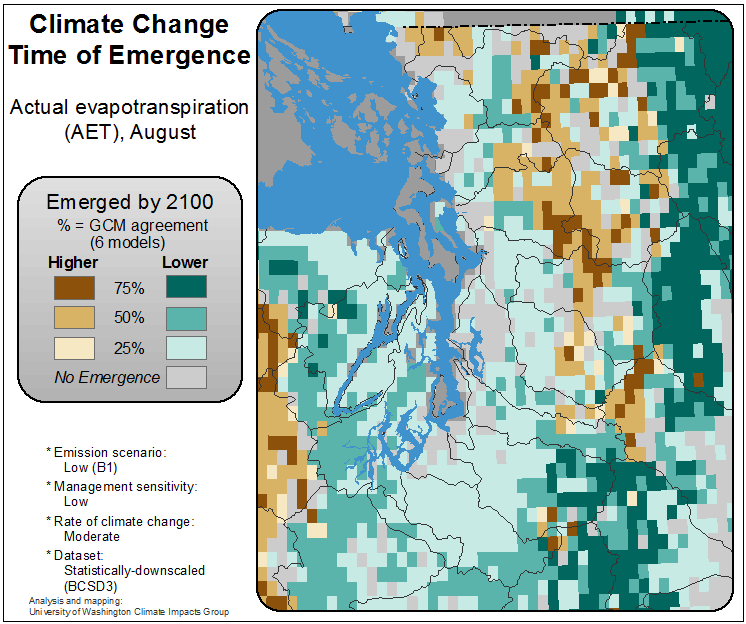 Climate Change
Time of Emergence
Actual evapotranspiration
(AET), August
Emerged by 2100
% = GCM agreement
(6 models)
Higher Lower
75%
50%
25%
No Emergence
* Emission scenario:
Low (B1)
* Management sensitivity:
Low
* Rate of climate change:
Moderate
* Dataset:
Statistically-downscaled
(BCSD3)
Analysis and mapping:
University of Washington Climate Impacts Group